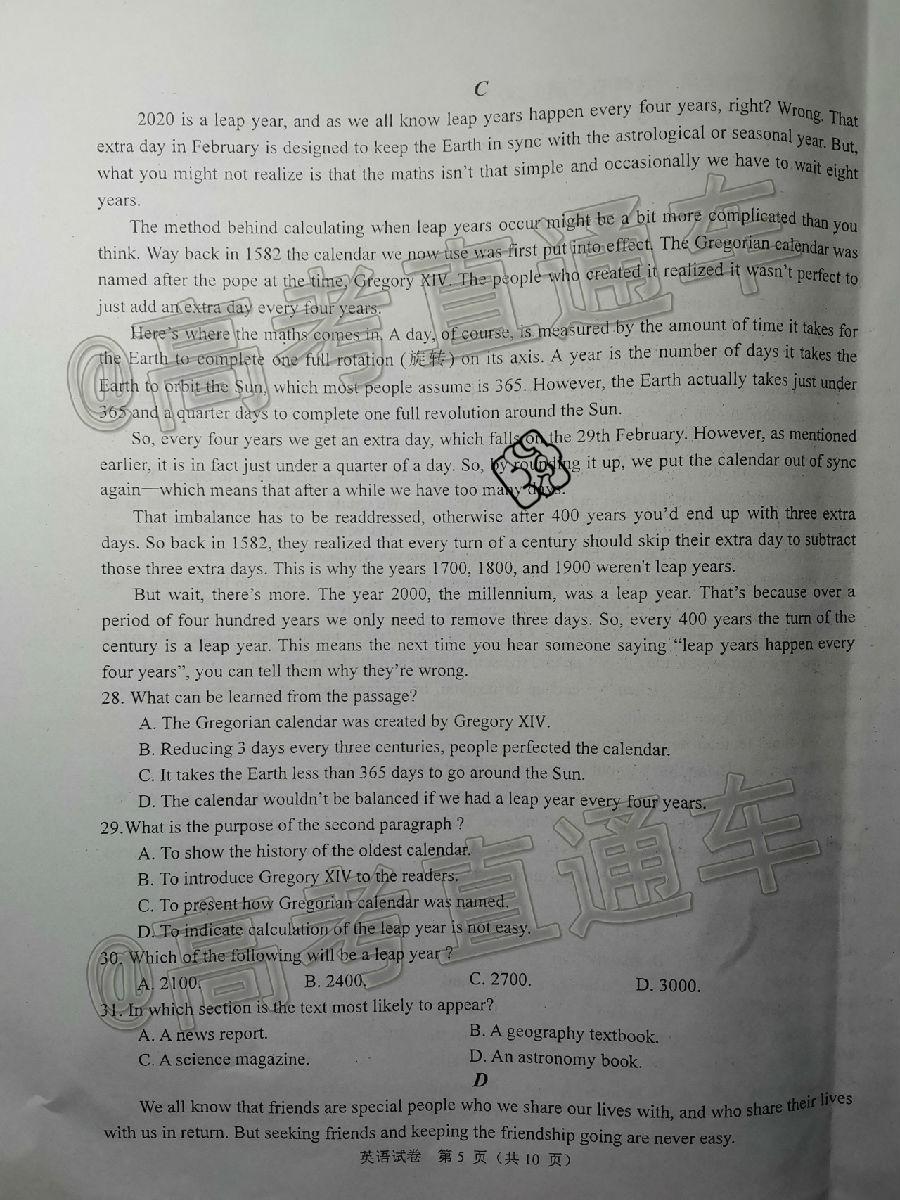 C
2020 is a leap year, and as we all know leap years happen every four years, right? Wrong. That
extra day in February is designed to keep the Earth in sync with the astrological or seasonal year. But,
what you might not realize is that the maths isn't that simple and occasionally we have to wait eight
years.
The method behind calculating when leap years occur might be a bit more complicated than you
think. Way back in 1582 the calendar we now use was first put into effect. The Gregorian calendar was
named after the pope at the time, Gregory XIV. The people who created it realized it wasn't perfect to
just add an extra day every four years.
Here's where the maths comes in. A day, of course, is measured by the amount of time it takes for
the Earth to complete one full rotation (旋转) on its axis. A year is the number of days it takes the
Earth to orbit the Sun, which most people assume is 365. However, the Earth actually takes just under
365 and a quarter days to complete one full revolution around the Sun.
So, every four years we get an extra day, which falls on the 29th February. However, as mentioned
earlier, it is in fact just under a quarter of a day. So, by rounding it up, we put the calendar out of sync
again—which means that after a while we have too many days.
That imbalance has to be readdressed, otherwise after 400 years you'd end up with three extra
days. So back in 1582, they realized that every turn of a century should skip their extra day to subtract
those three extra days. This is why the years 1700, 1800, and 1900 weren't leap years.
But wait, there's more. The year 2000, the millennium, was a leap year. That's because over a
period of four hundred years we only need to remove three days. So, every 400 years the turn of the
century is a leap year. This means the next time you hear someone saying "leap years happen every
four years", you can tell them why they're wrong.
28. What can be learned from the passage?
A. The Gregorian calendar was created by Gregory XIV.
B. Reducing 3 days every three centuries, people perfected the calendar.
C. It takes the Earth less than 365 days to go around the Sun.
D. The calendar wouldn't be balanced if we had a leap year every four years.
29.What is the purpose of the second paragraph ?
A. To show the history of the oldest calendar.
B. To introduce Gregory XIV to the readers.
C. To present how Gregorian calendar was named.
D. To indicate calculation of the leap year is not easy.
30. Which of the following will be a leap year ?
A. 2100. B. 2400. C. 2700. D. 3000.
31. In which section is the text most likely to appear?
A. A news report. B. A geography textbook.
C. A science magazine. D. An astronomy book.
D
We all know that friends are special people who we share our lives with, and who share their lives
with us in return. But seeking friends and keeping the friendship going are never easy.
英语试卷 第 5 页（共 10 页）
@高考直通车
@高考直通车